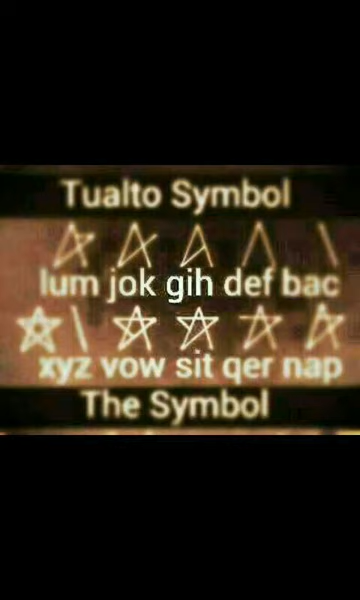 Tualto Symbol
lum jok gih def bac
xyz vow sit qer nap
The Symbol